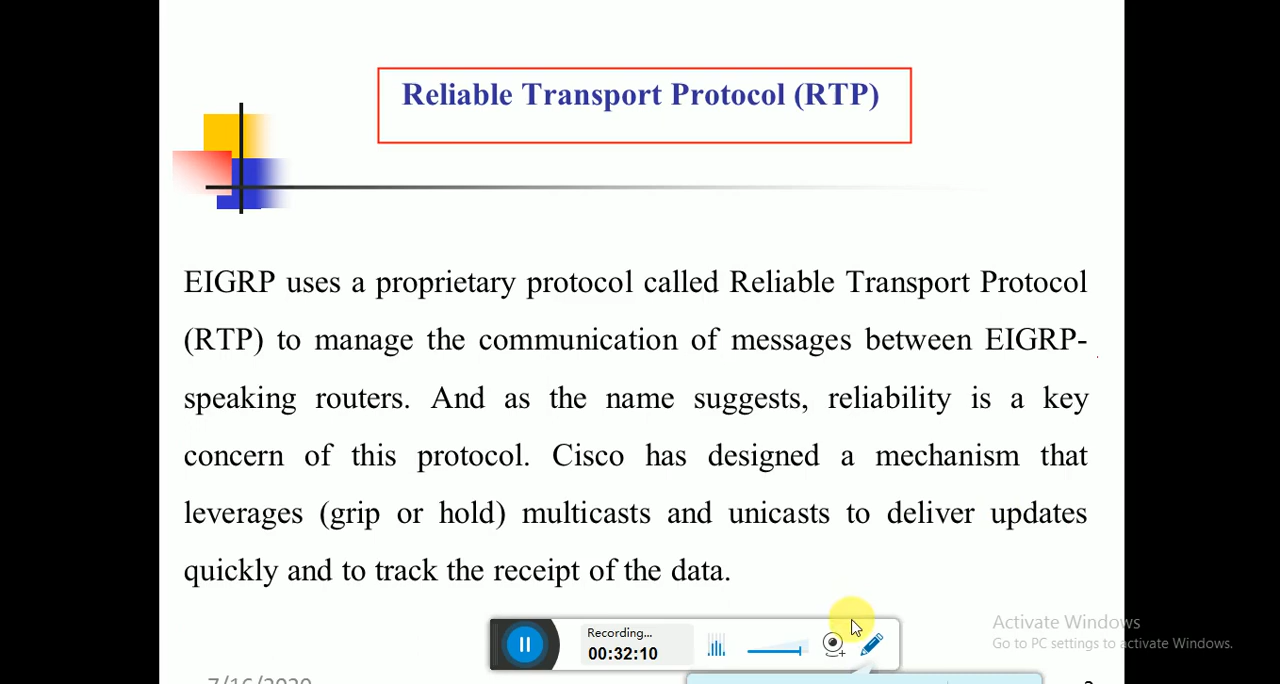 Reliable Transport Protocol (RTP)
EIGRP uses a proprietary protocol called Reliable Transport Protocol
(RTP) to manage the communication of messages between EIGRP-
speaking routers. And as the name suggests, reliability is a key
concern of this protocol. Cisco has designed a mechanism that
leverages (grip or hold) multicasts and unicasts to deliver updates
quickly and to track the receipt of the data.
Recording...
00:32:10
Activate Windows
Go to PC settings to activate Windows.
7/16/2020